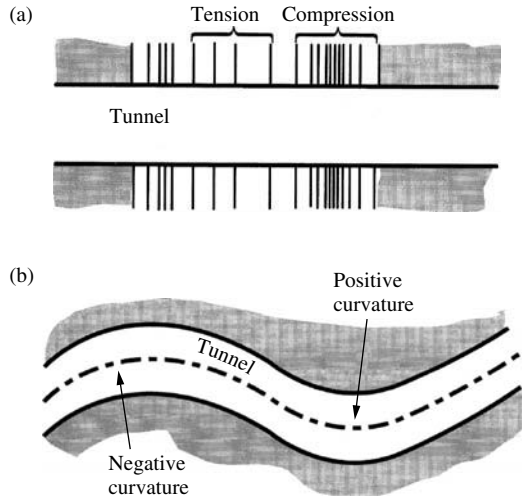 (a)
Tension
Compression
Tunnel
(b)
Positive
curvature
Tunnel
Negative
curvature